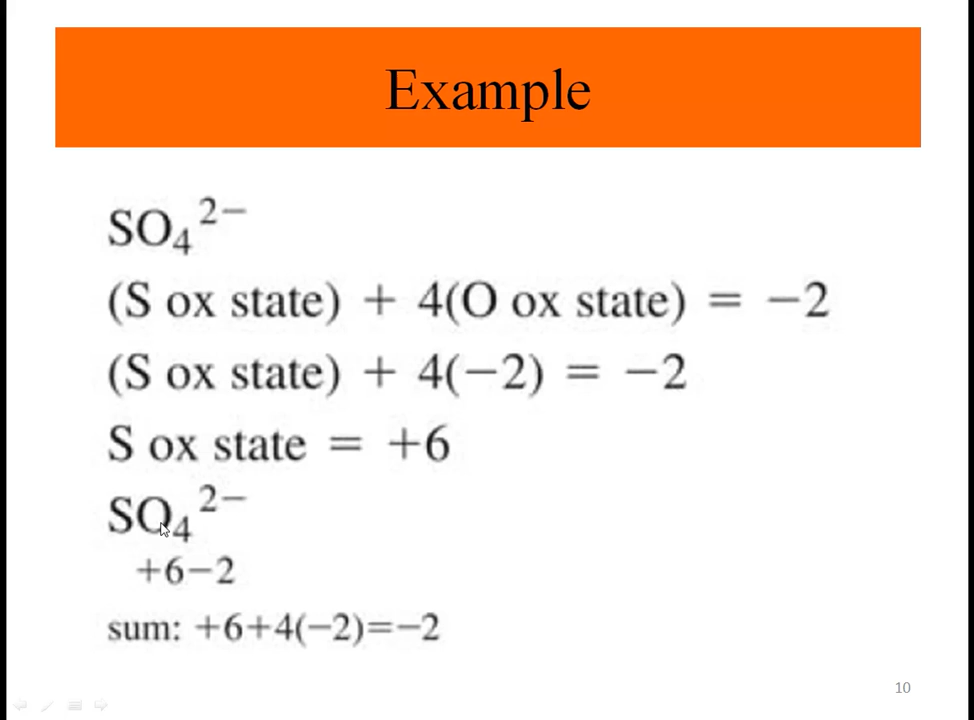 Example
SO₄²⁻
(S ox state) + 4(O ox state) = −2
(S ox state) + 4(−2) = −2
S ox state = +6
SO₄²⁻
+6−2
sum: +6+4(−2)=−2
10